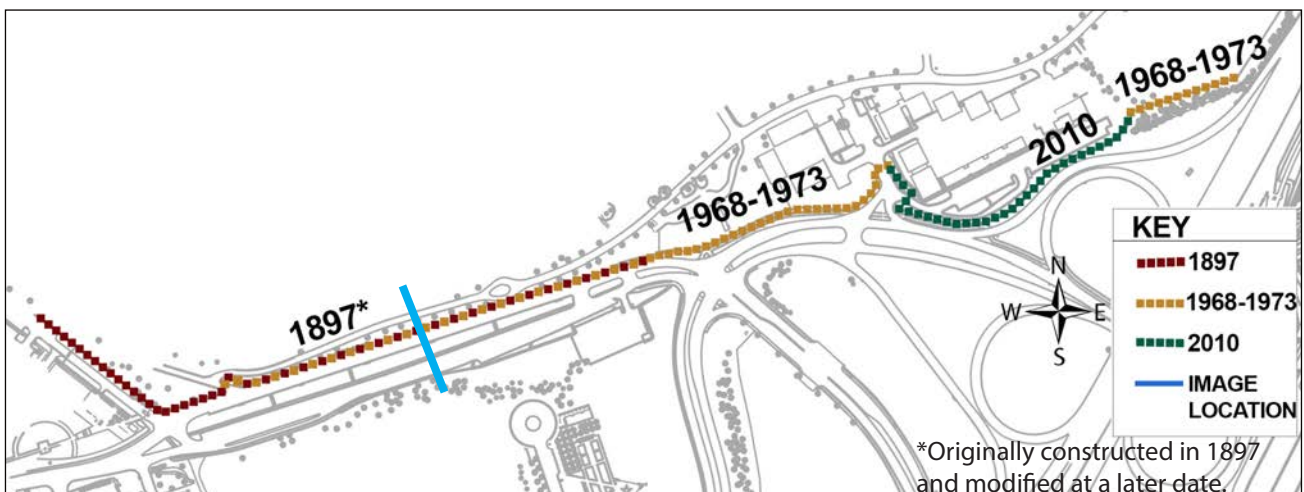 1968-1973
2010
1968-1973
1897*
KEY
1897
1968-1973
2010
IMAGE
LOCATION
N
W
E
S
*Originally constructed in 1897
and modified at a later date.